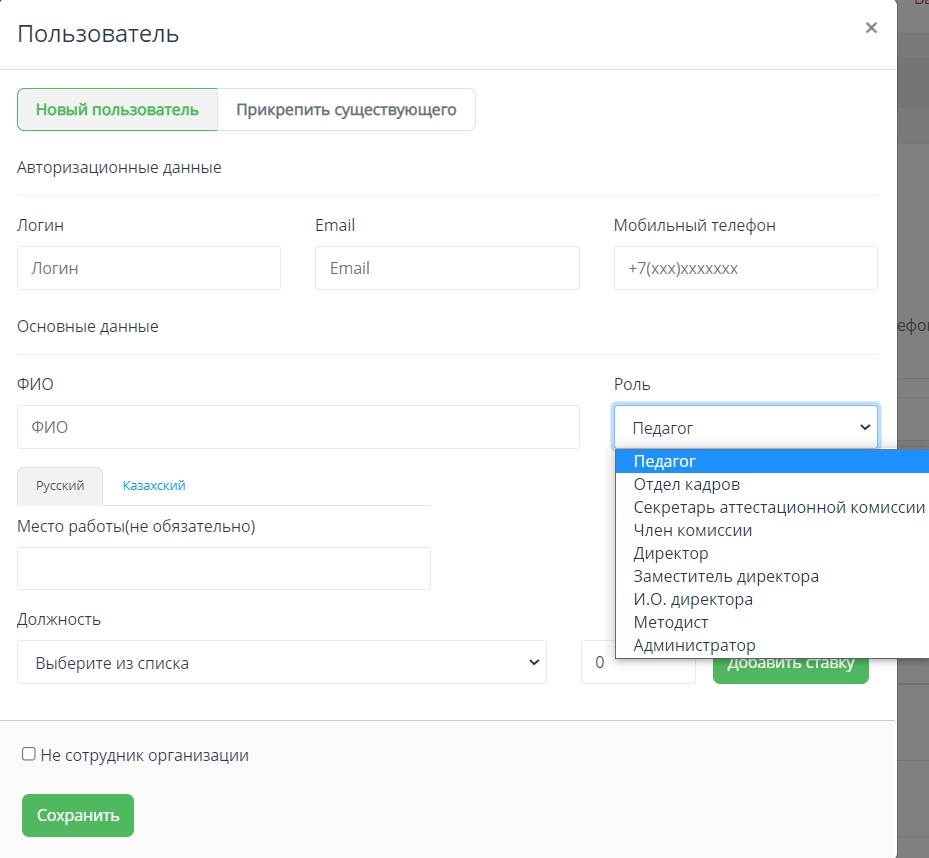 Пользователь
×
Новый пользователь
Прикрепить существующего
Авторизационные данные
Логин
Email
Мобильный телефон
Логин
Email
+7(xxx)xxxxxxx
Основные данные
ФИО
Роль
ФИО
Педагог
Педагог
Отдел кадров
Секретарь аттестационной комиссии
Член комиссии
Директор
Заместитель директора
И.О. директора
Методист
Администратор
Русский
Казахский
Место работы(не обязательно)
Должность
Выберите из списка
0
Добавить ставку
Не сотрудник организации
Сохранить